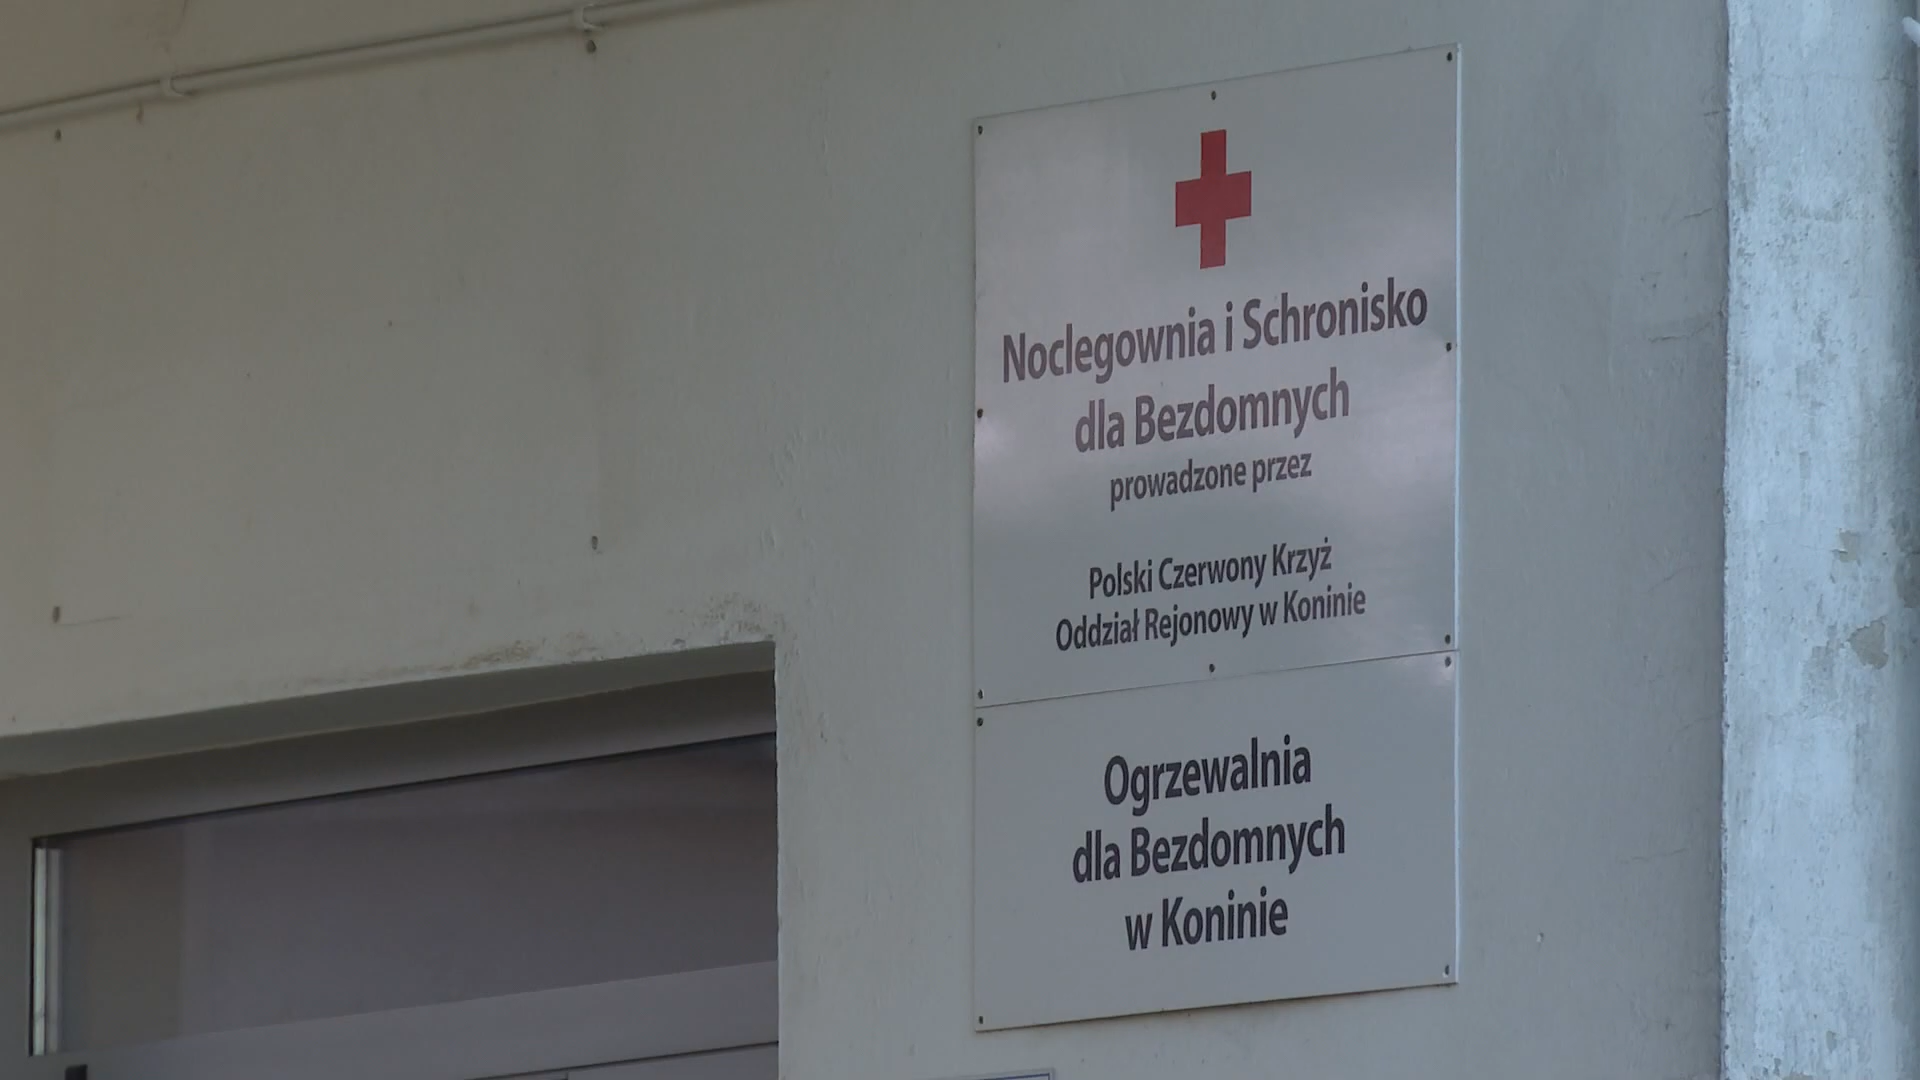 Noclegownia i Schronisko
dla Bezdomnych
prowadzone przez
Polski Czerwony Krzyż
Oddział Rejonowy w Koninie
Ogrzewalnia
dla Bezdomnych
w Koninie